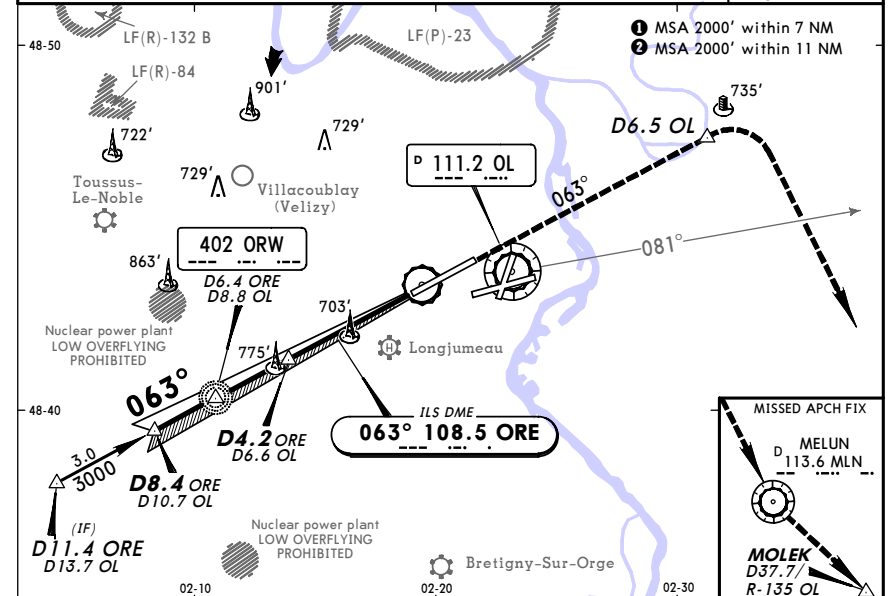 48-50
LF(R)-132 B
LF(P)-23
1 MSA 2000' within 7 NM
2 MSA 2000' within 11 NM
LF(R)-84
901'
735'
722'
729'
D6.5 OL
D 111.2 OL
729'
Toussus-
Le-Noble
Villacoublay
(Velizy)
063°
402 ORW
081°
863'
D6.4 ORE
D8.8 OL
703'
Nuclear power plant
LOW OVERFLYING
PROHIBITED
775'
H
Longjumeau
063°
48-40
ILS DME
063° 108.5 ORE
MISSED APCH FIX
D4.2 ORE
D6.6 OL
MELUN
D 113.6 MLN
3.0
3000
D8.4 ORE
D10.7 OL
(IF)
D11.4 ORE
D13.7 OL
Nuclear power plant
LOW OVERFLYING
PROHIBITED
Bretigny-Sur-Orge
MOLEK
D37.7/
R-135 OL
02-10
02-20
02-30